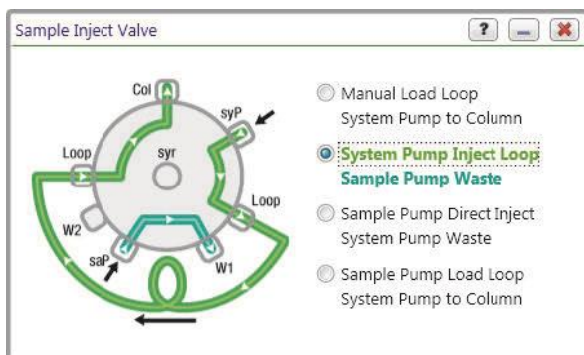 Sample Inject Valve
?
Col
syP
Loop
syr
Loop
W2
saP
W1
Manual Load Loop
System Pump to Column
System Pump Inject Loop
Sample Pump Waste
Sample Pump Direct Inject
System Pump Waste
Sample Pump Load Loop
System Pump to Column